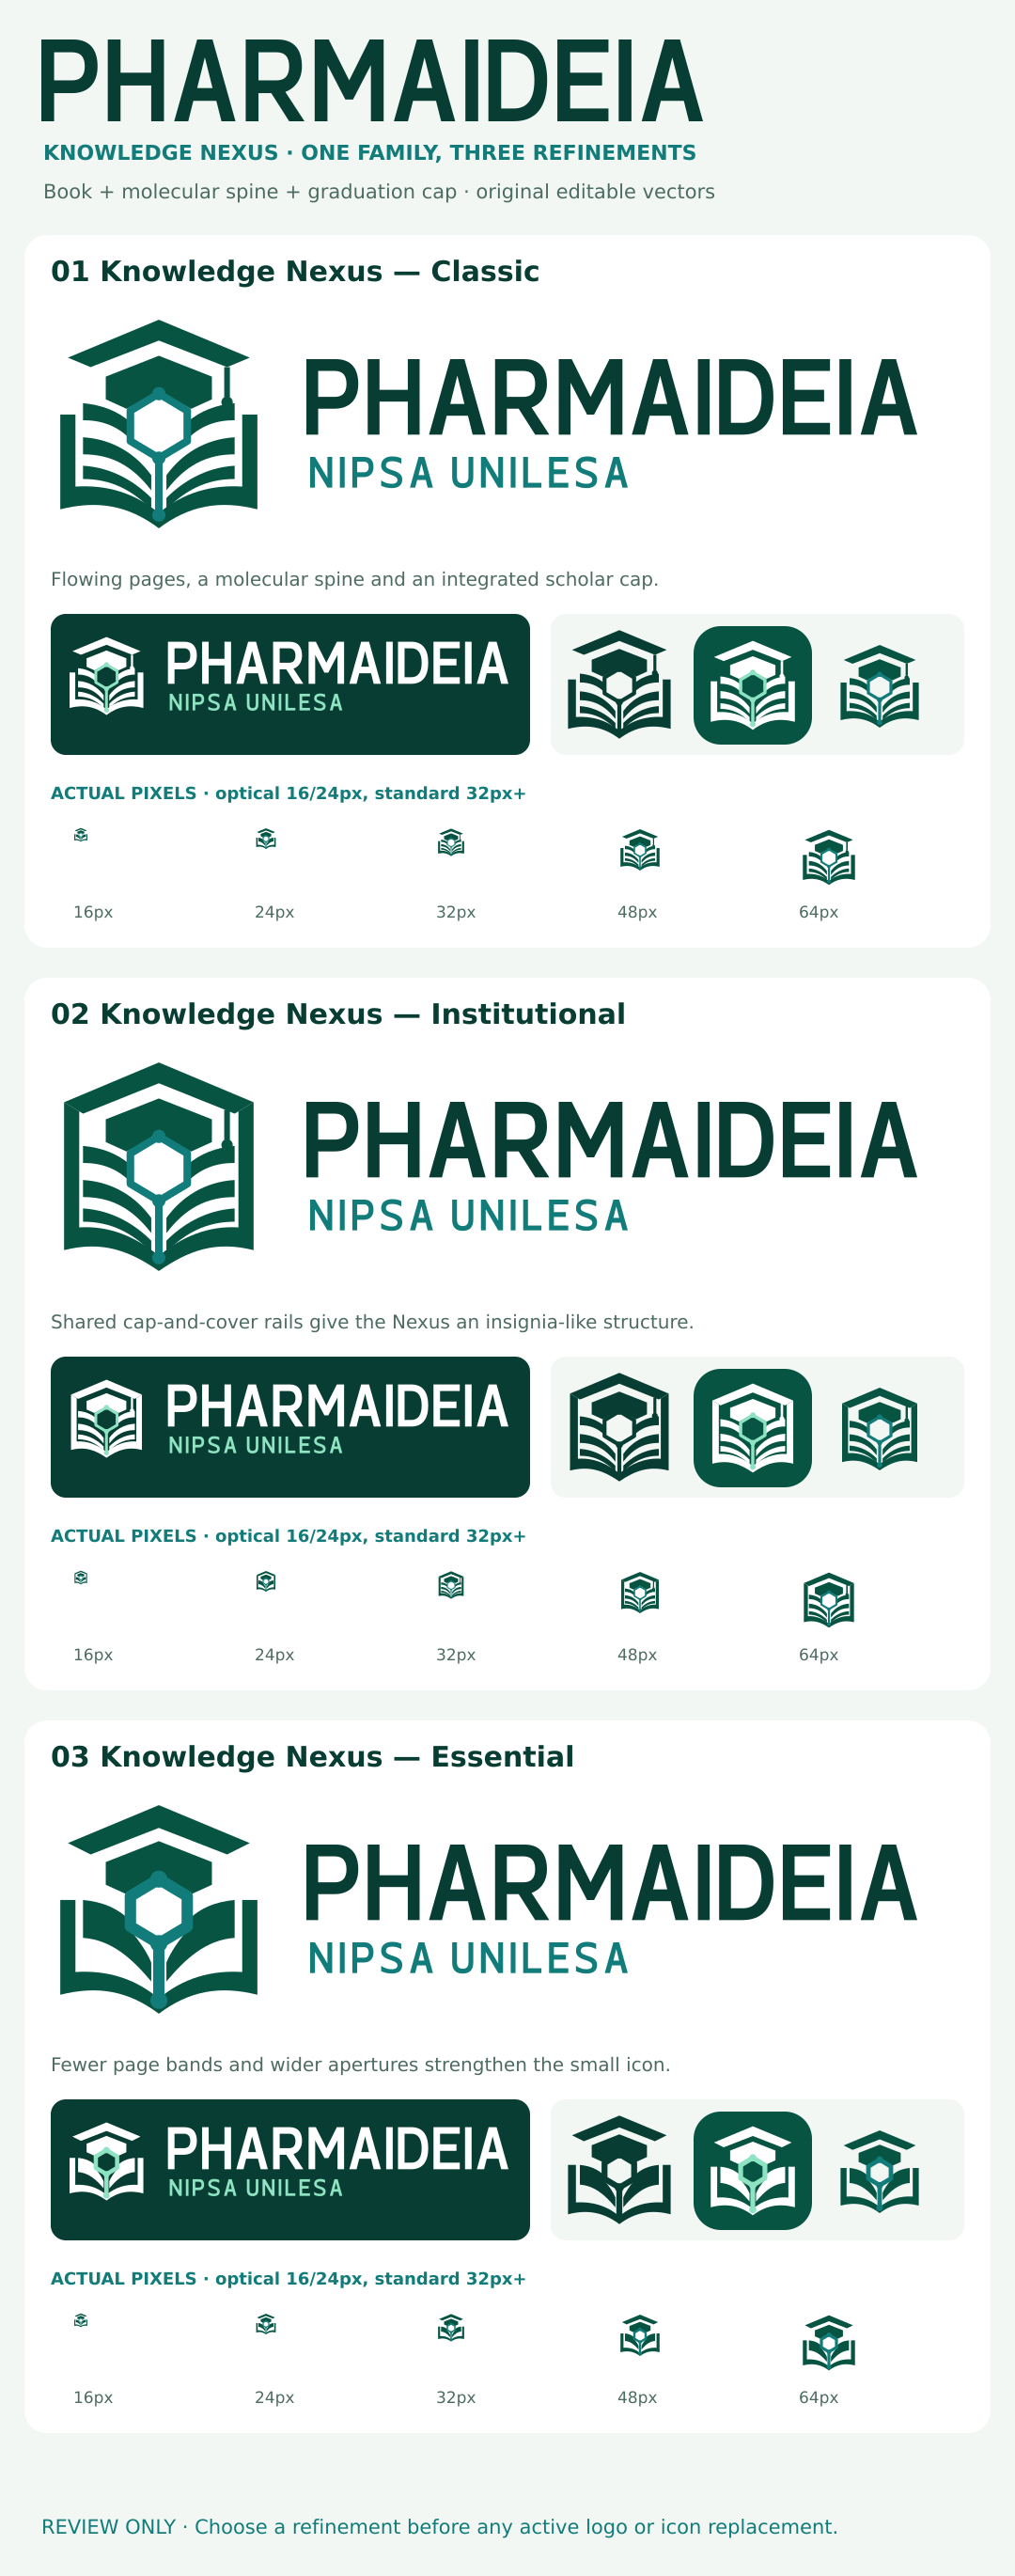 PHARMAIDEIA
KNOWLEDGE NEXUS · ONE FAMILY, THREE REFINEMENTS
Book + molecular spine + graduation cap · original editable vectors
01 Knowledge Nexus — Classic
PHARMAIDEIA
NIPSA UNILESA
Flowing pages, a molecular spine and an integrated scholar cap.
PHARMAIDEIA
NIPSA UNILESA
ACTUAL PIXELS · optical 16/24px, standard 32px+
16px 24px 32px 48px 64px
02 Knowledge Nexus — Institutional
PHARMAIDEIA
NIPSA UNILESA
Shared cap-and-cover rails give the Nexus an insignia-like structure.
PHARMAIDEIA
NIPSA UNILESA
ACTUAL PIXELS · optical 16/24px, standard 32px+
16px 24px 32px 48px 64px
03 Knowledge Nexus — Essential
PHARMAIDEIA
NIPSA UNILESA
Fewer page bands and wider apertures strengthen the small icon.
PHARMAIDEIA
NIPSA UNILESA
ACTUAL PIXELS · optical 16/24px, standard 32px+
16px 24px 32px 48px 64px
REVIEW ONLY · Choose a refinement before any active logo or icon replacement.